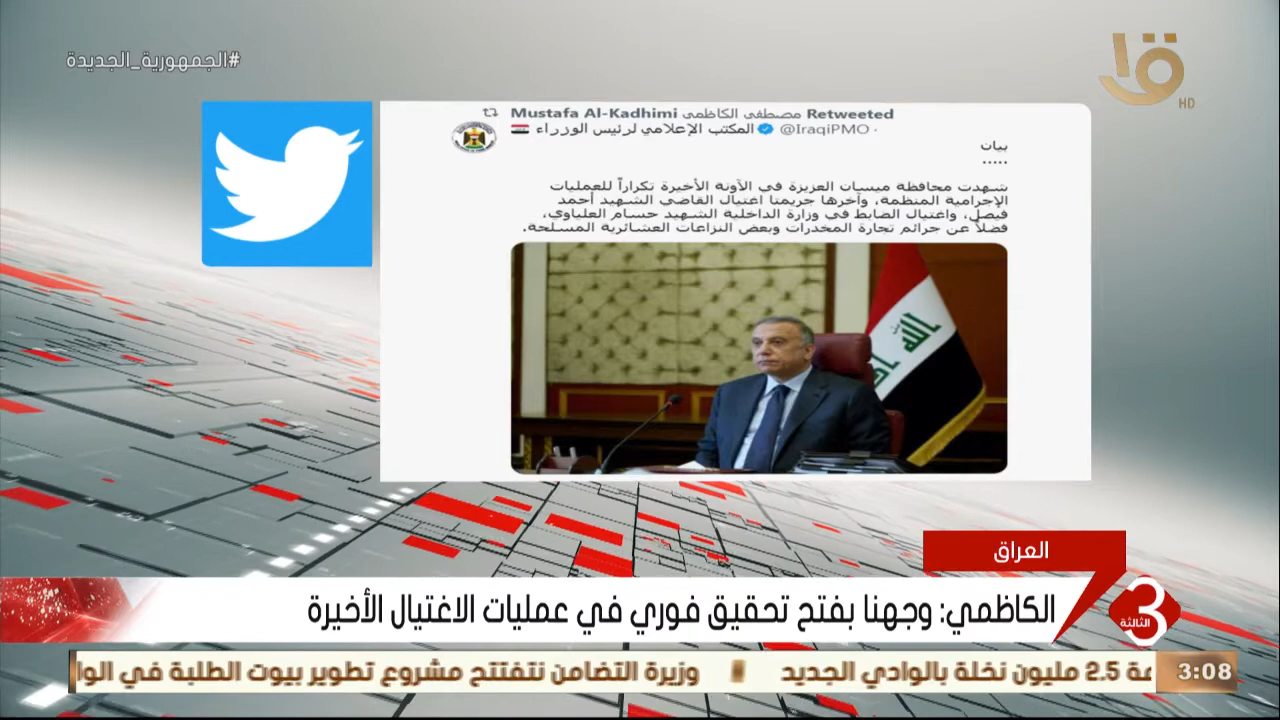 #الجمهورية_الجديدة
HD
Mustafa Al-Kadhimi مصطفى الكاظمي Retweeted
المكتب الإعلامي لرئيس الوزراء @IraqiPMO ·
بيان
.....
شهدت محافظة ميسان العزيزة في الآونة الأخيرة تكراراً للعمليات
الإجرامية المنظمة، وآخرها جريمتا اغتيال القاضي الشهيد أحمد
فيصل، واغتيال الضابط في وزارة الداخلية الشهيد حسام العلياوي،
فضلاً عن جرائم تجارة المخدرات وبعض النزاعات العشائرية المسلحة.
الله
العراق
الكاظمي: وجهنا بفتح تحقيق فوري في عمليات الاغتيال الأخيرة
3
الثالثة
عة 2.5 مليون نخلة بالوادي الجديد وزيرة التضامن تتفتتح مشروع تطوير بيوت الطلبة في الوا
3:08